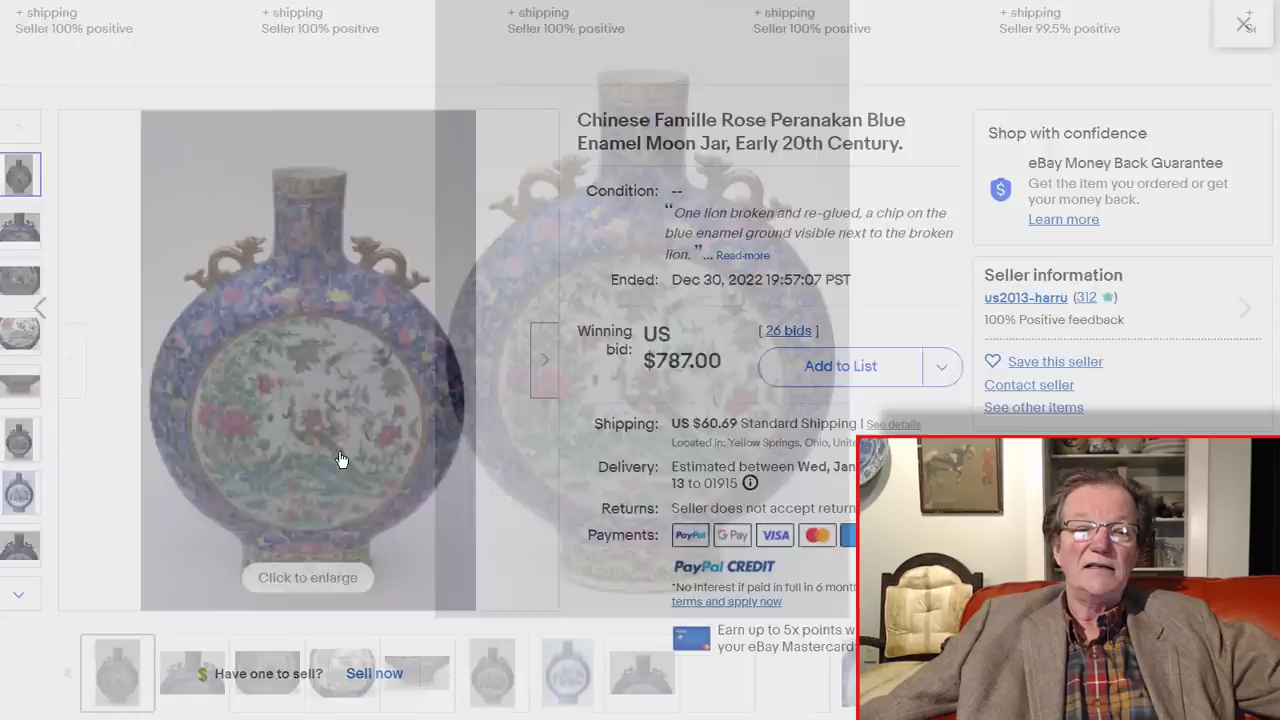 + shipping
Seller 100% positive
+ shipping
Seller 100% positive
+ shipping
Seller 100% positive
+ shipping
Seller 100% positive
+ shipping
Seller 99.5% positive
+
Chinese Famille Rose Peranakan Blue
Enamel Moon Jar, Early 20th Century.
Condition: --
“One lion broken and re-glued, a chip on the
blue enamel ground visible next to the broken
lion. ”... Read more
Ended: Dec 30, 2022 19:57:07 PST
Winning
bid:
US
$787.00
[ 26 bids ]
Add to List
Shipping: US $60.69 Standard Shipping | See details
Located in: Yellow Springs, Ohio,
Delivery: Estimated between Wed, Jan
13 to 01915
Returns: Seller does not accept return
Payments: PayPal G Pay VISA
PayPal CREDIT
*No Interest if paid in full in 6
terms and apply now
Earn up to 5x points
your eBay Mastercard
Click to enlarge
Have one to sell? Sell now
Shop with confidence
eBay Money Back Guarantee
Get the item you ordered or get
your money back.
Learn more
Seller information
us2013-harru (312 )
100% Positive feedback
Save this seller
Contact seller
See other items